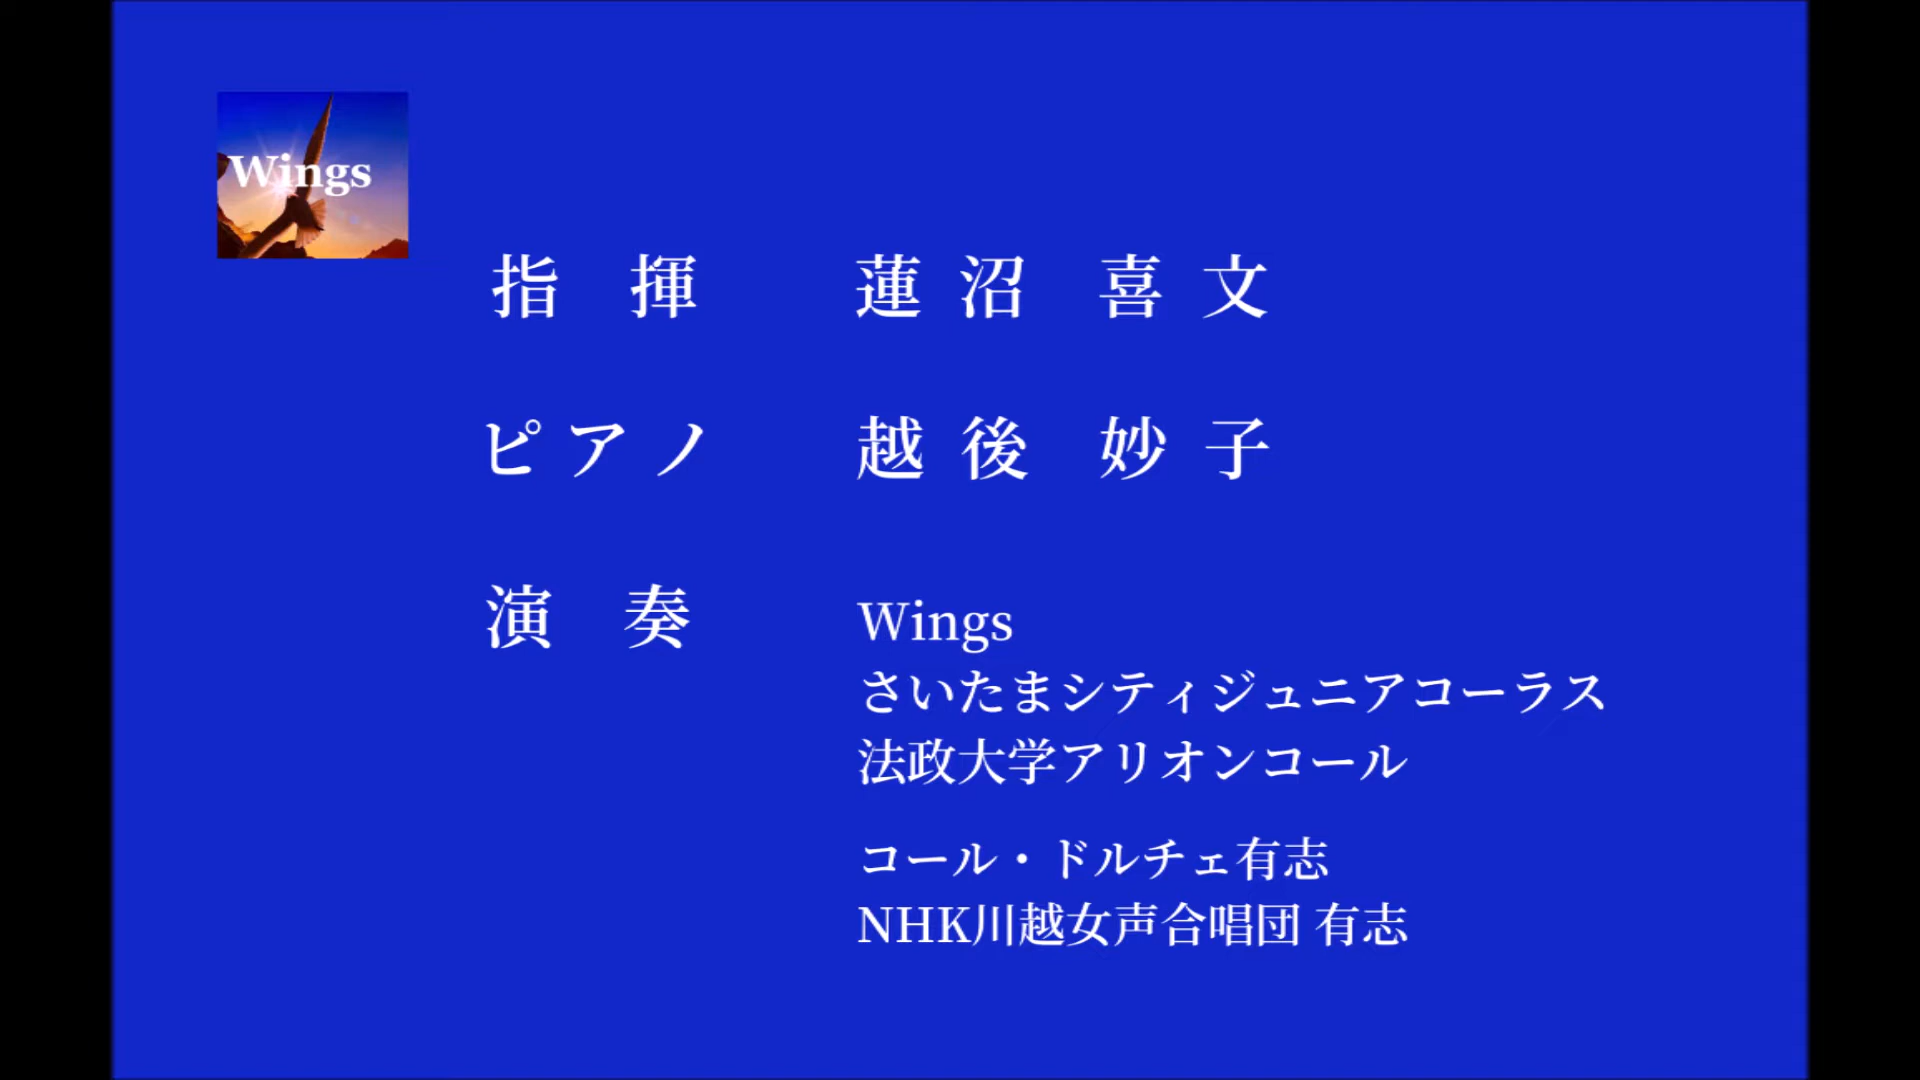 Wings
指 揮 蓮沼 喜文
ピアノ 越後 妙子
演 奏 Wings
さいたまシティジュニアコーラス
法政大学アリオンコール
コール・ドルチェ有志
NHK川越女声合唱団 有志